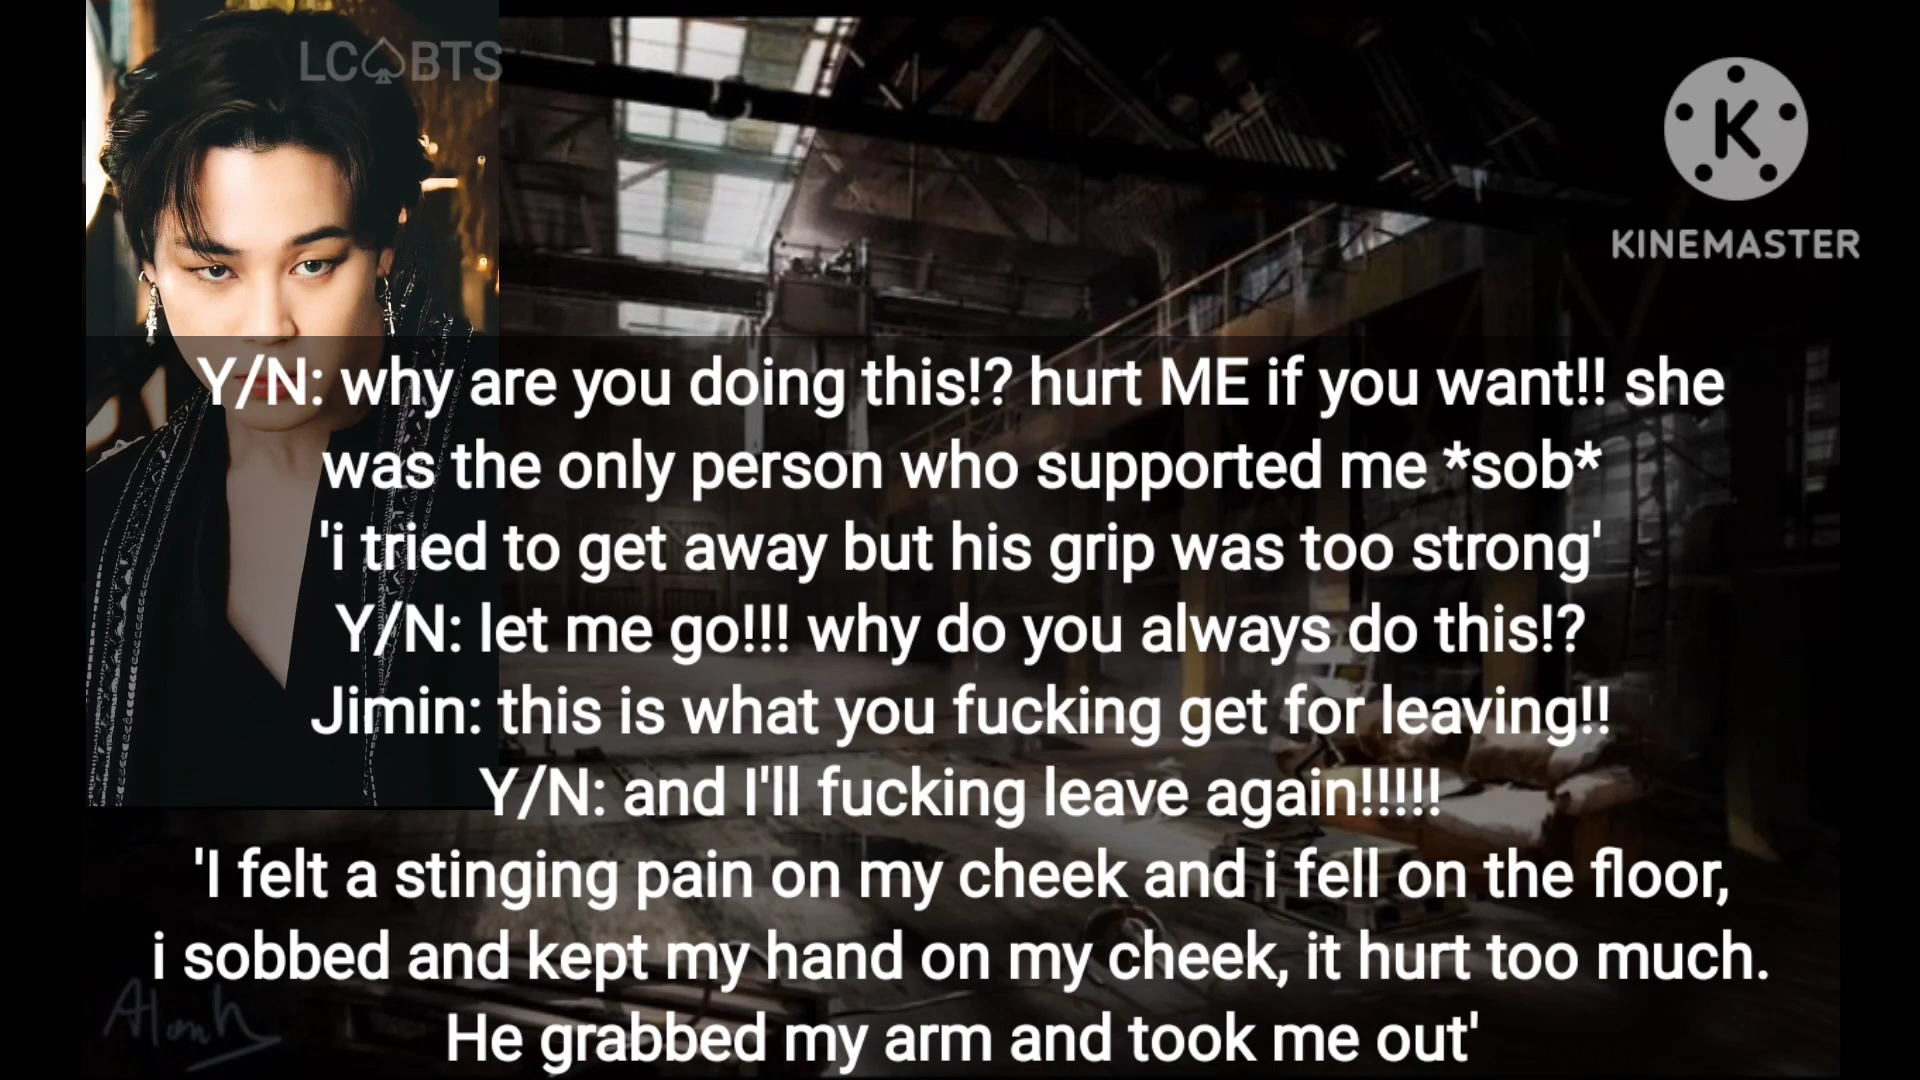 LC♤BTS
KINEMASTER
Y/N: why are you doing this!? hurt ME if you want!! she
was the only person who supported me *sob*
'i tried to get away but his grip was too strong'
Y/N: let me go!!! why do you always do this!?
Jimin: this is what you fucking get for leaving!!
Y/N: and I'll fucking leave again!!!!!
'I felt a stinging pain on my cheek and i fell on the floor,
i sobbed and kept my hand on my cheek, it hurt too much.
He grabbed my arm and took me out'